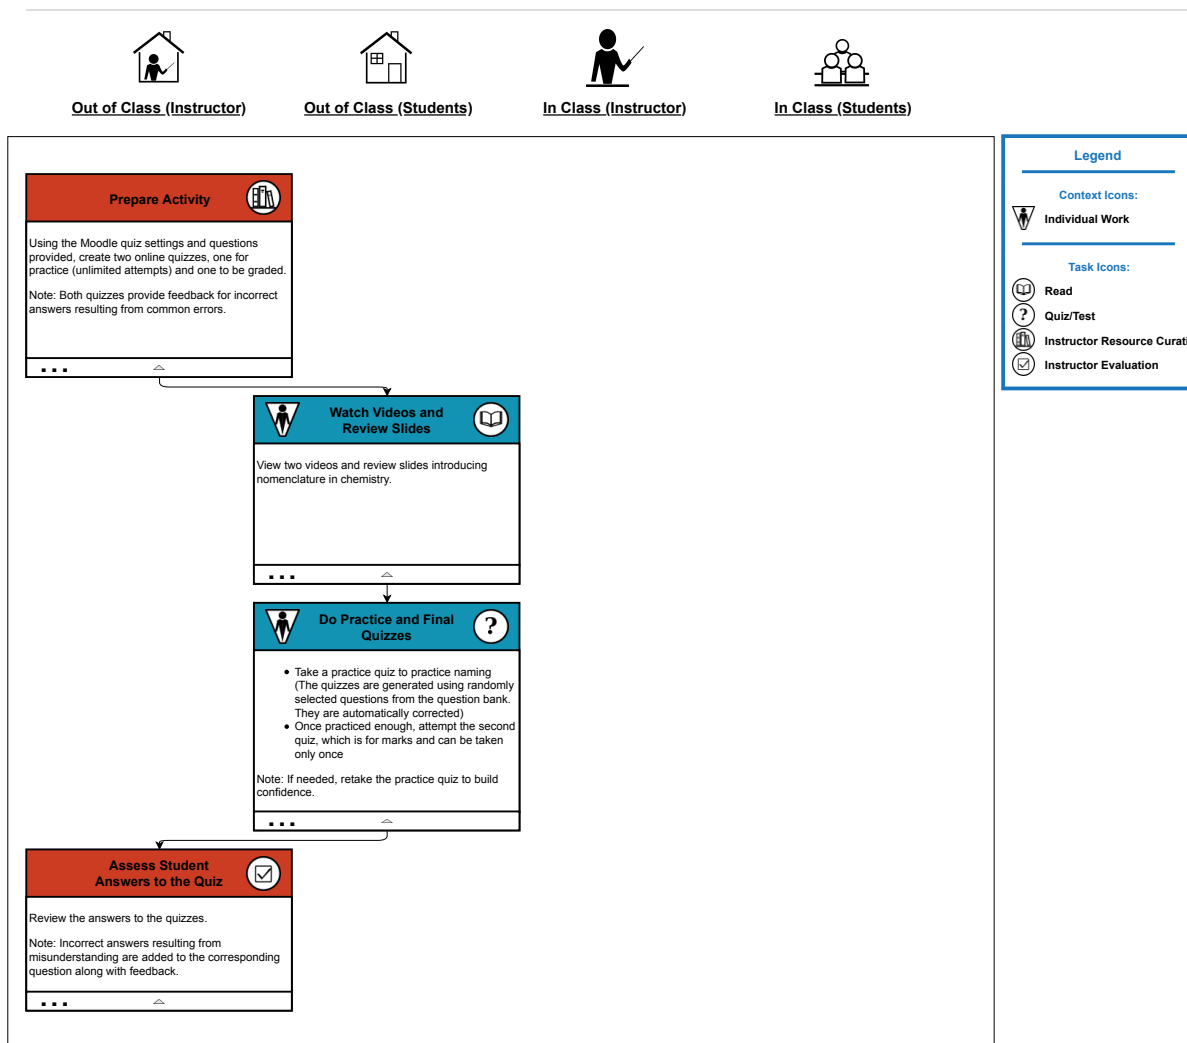 Out of Class (Instructor)
Out of Class (Students)
In Class (Instructor)
In Class (Students)
Legend
Context Icons:
Individual Work
Task Icons:
Read
? Quiz/Test
Instructor Resource Curati
Instructor Evaluation
Prepare Activity
Using the Moodle quiz settings and questions
provided, create two online quizzes, one for
practice (unlimited attempts) and one to be graded.
Note: Both quizzes provide feedback for incorrect
answers resulting from common errors.
...
Watch Videos and
Review Slides
View two videos and review slides introducing
nomenclature in chemistry.
...
Do Practice and Final
Quizzes
?
• Take a practice quiz to practice naming
(The quizzes are generated using randomly
selected questions from the question bank.
They are automatically corrected)
• Once practiced enough, attempt the second
quiz, which is for marks and can be taken
only once
Note: If needed, retake the practice quiz to build
confidence.
...
Assess Student
Answers to the Quiz
Review the answers to the quizzes.
Note: Incorrect answers resulting from
misunderstanding are added to the corresponding
question along with feedback.
...